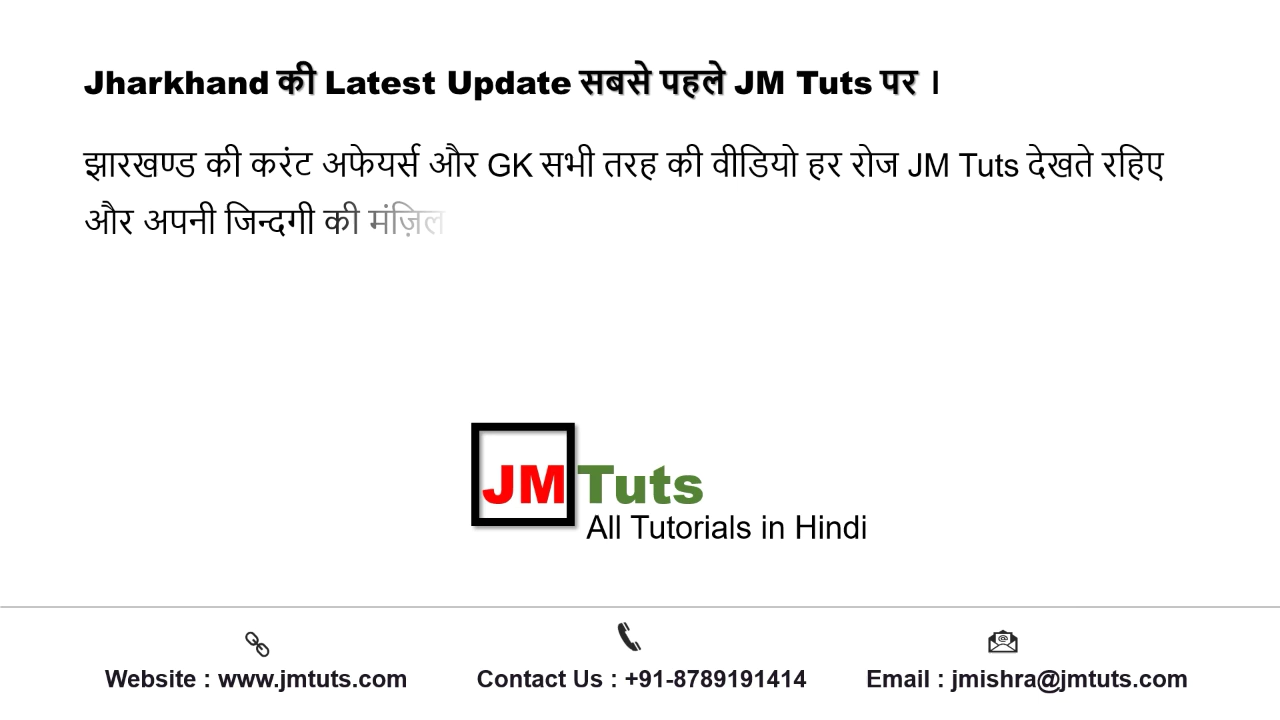 Jharkhand की Latest Update सबसे पहले JM Tuts पर ।
झारखण्ड की करंट अफेयर्स और GK सभी तरह की वीडियो हर रोज JM Tuts देखते रहिए
और अपनी जिन्दगी की मंज़िल
JM Tuts
All Tutorials in Hindi
Website : www.jmtuts.com
Contact Us : +91-8789191414
Email : jmishra@jmtuts.com